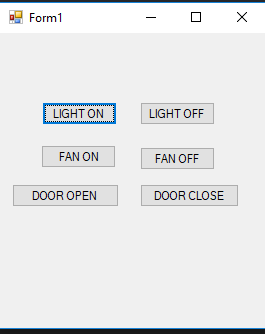 Form1
LIGHT ON LIGHT OFF
FAN ON FAN OFF
DOOR OPEN DOOR CLOSE